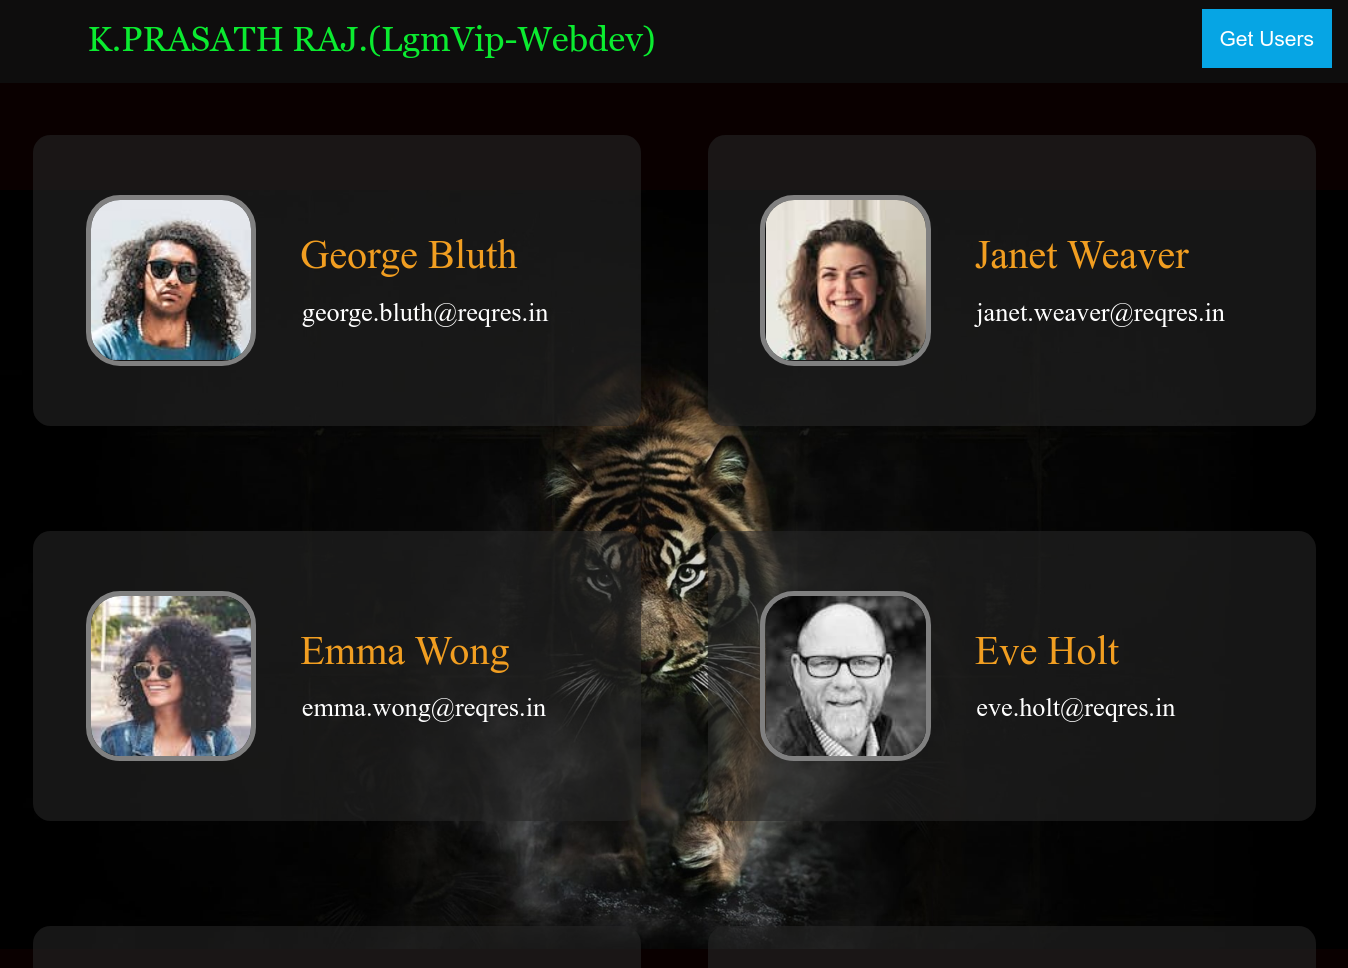 K.PRASATH RAJ.(LgmVip-Webdev)
Get Users
George Bluth
george.bluth@reqres.in
Janet Weaver
janet.weaver@reqres.in
Emma Wong
emma.wong@reqres.in
Eve Holt
eve.holt@reqres.in